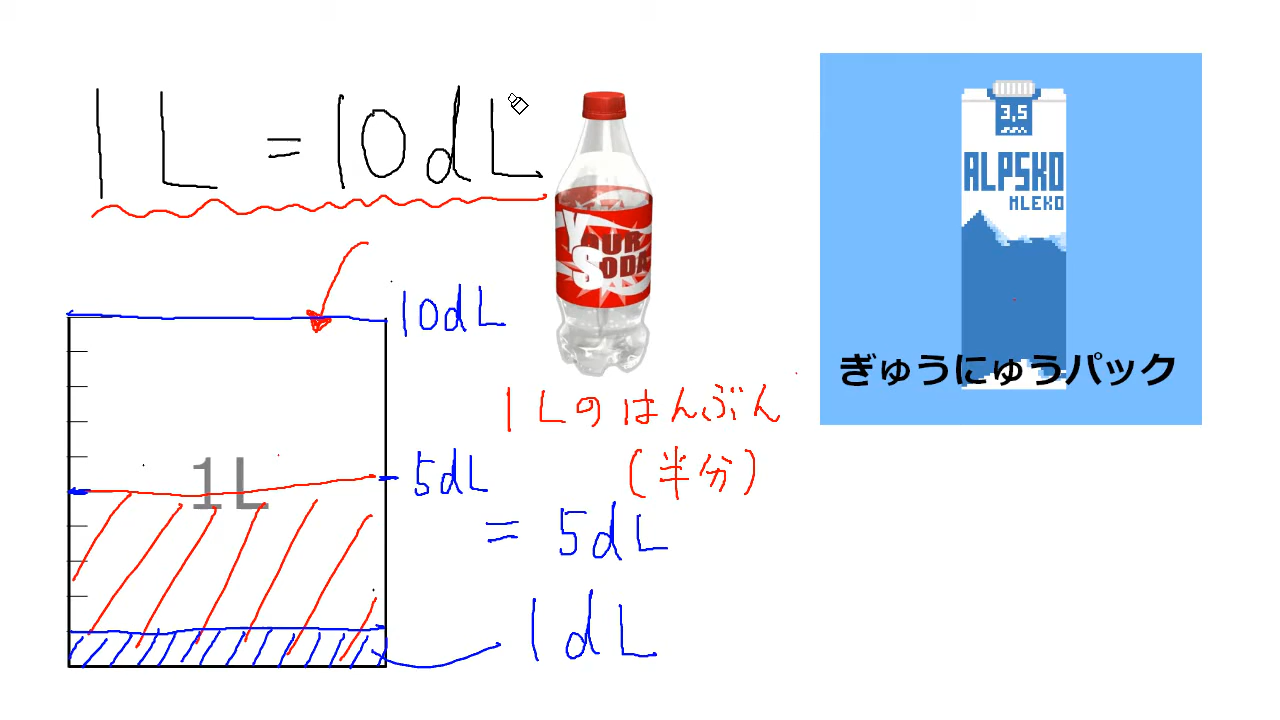 1L = 10dL
3,5
ALPSKO
MLEKO
YOUR
SODA
ぎゅうにゅうパック
10dL
1Lのはんぶん
(半分)
1L
5dL
= 5dL
1dL